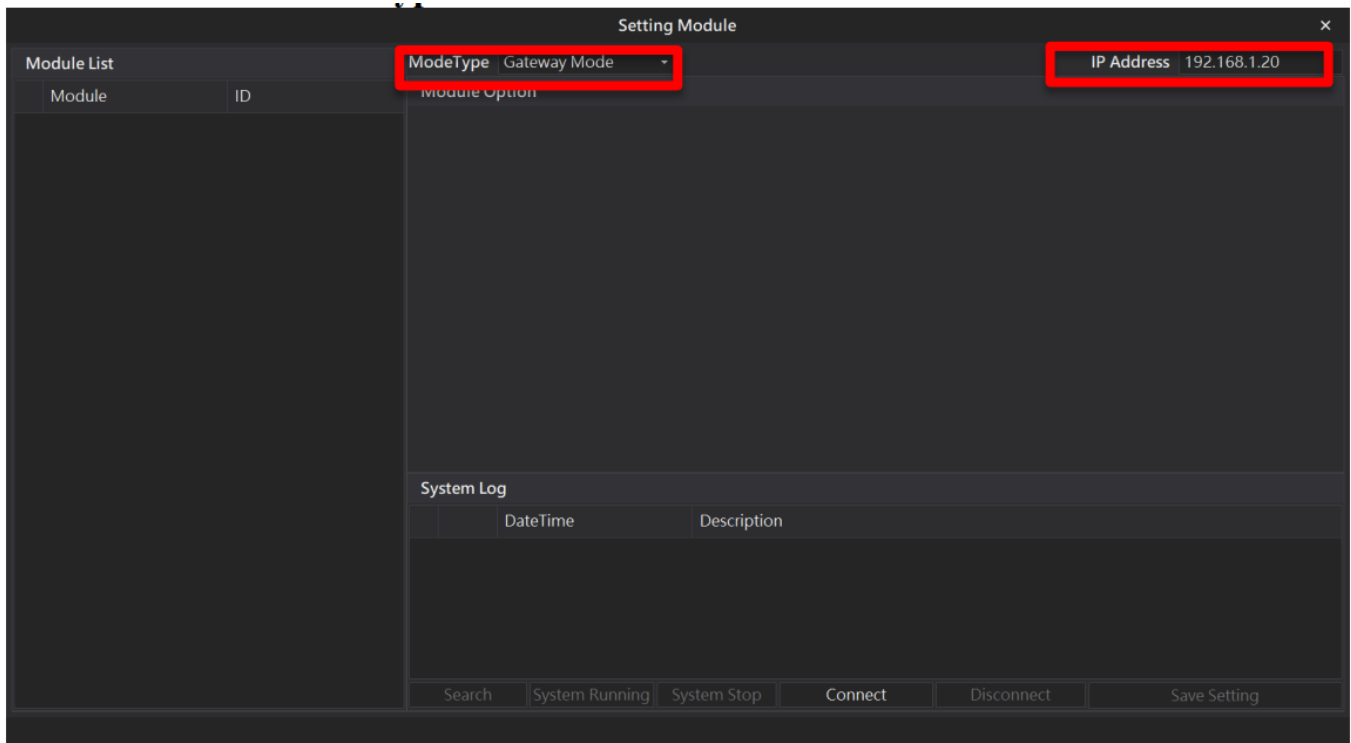 Setting Module ×
Module List
ModeType Gateway Mode
IP Address 192.168.1.20
Module ID
Module Option
System Log
DateTime Description
Search System Running System Stop Connect Disconnect Save Setting